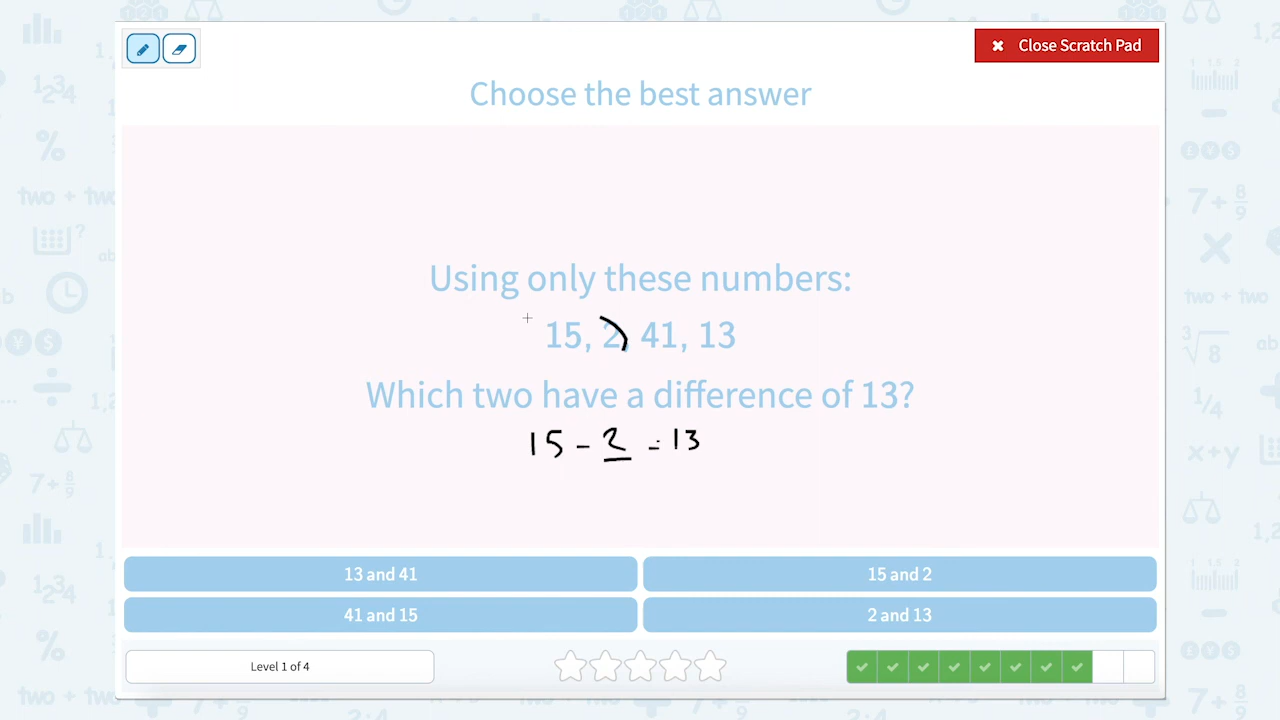 ✖ Close Scratch Pad
Choose the best answer
Using only these numbers:
15, 2, 41, 13
Which two have a difference of 13?
15 - 2 = 13
13 and 41
15 and 2
41 and 15
2 and 13
Level 1 of 4